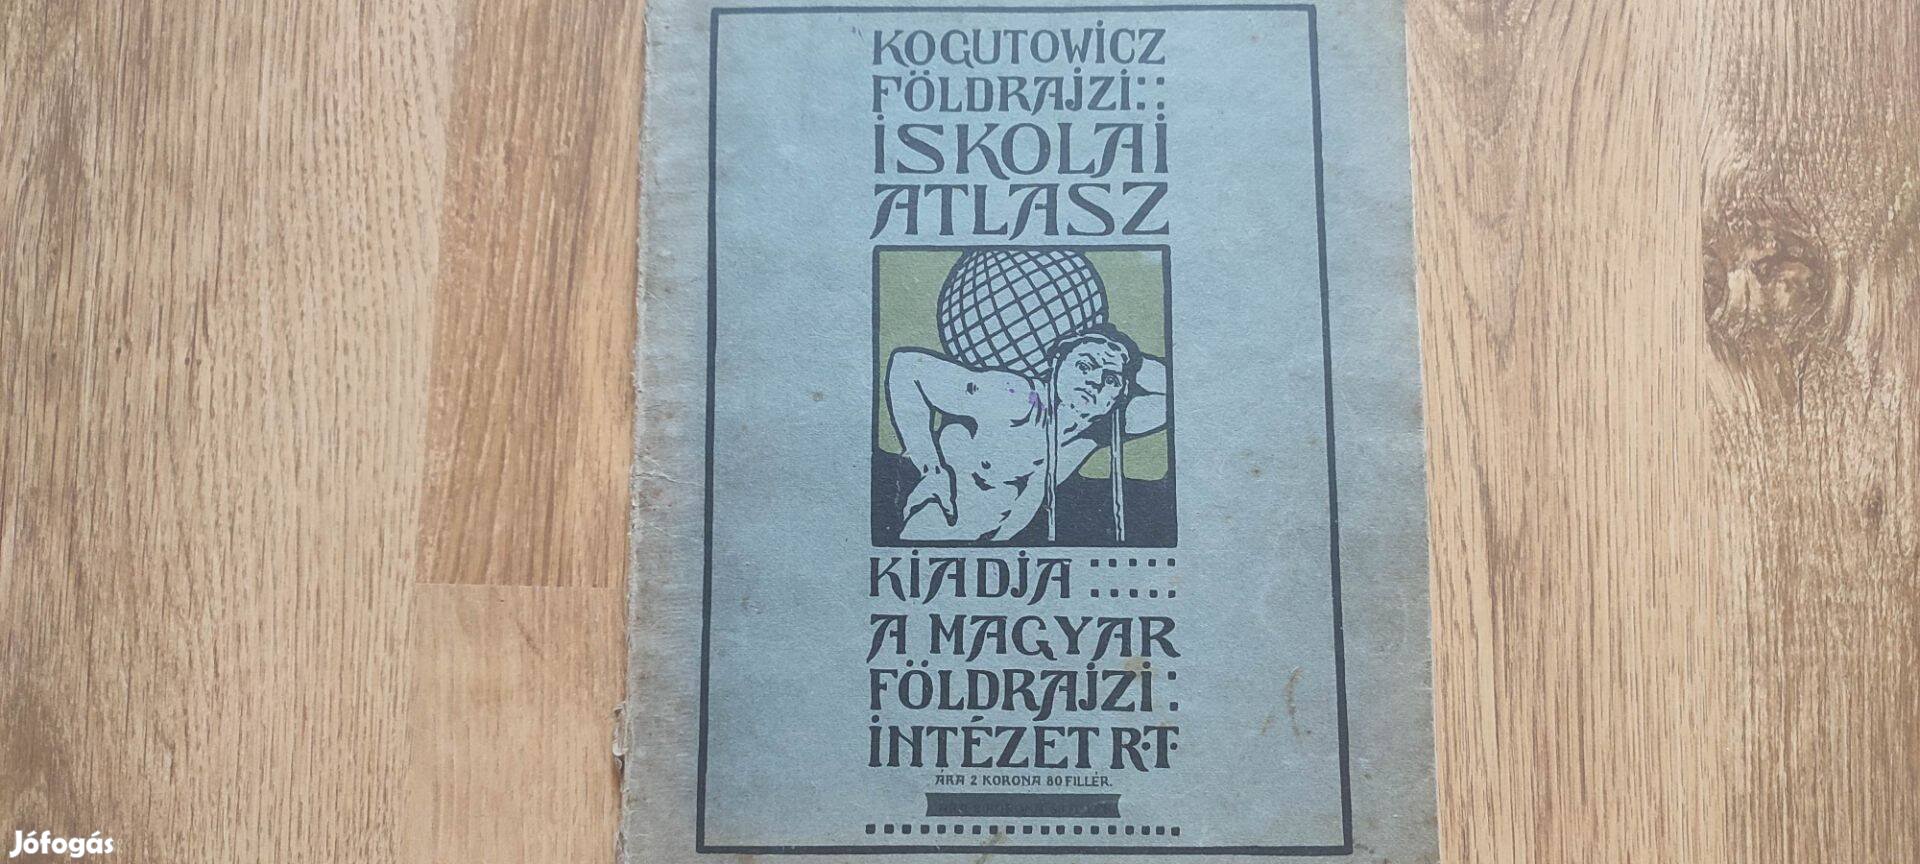 KOGUTOWICZ
FÖLDRAJZI
ISKOLAI
ATLASZ
KIADJA
A MAGYAR
FÖLDRAJZI
INTÉZET R.T.
ÁRA 2 KORONA 80 FILLÉR.
Jófogás